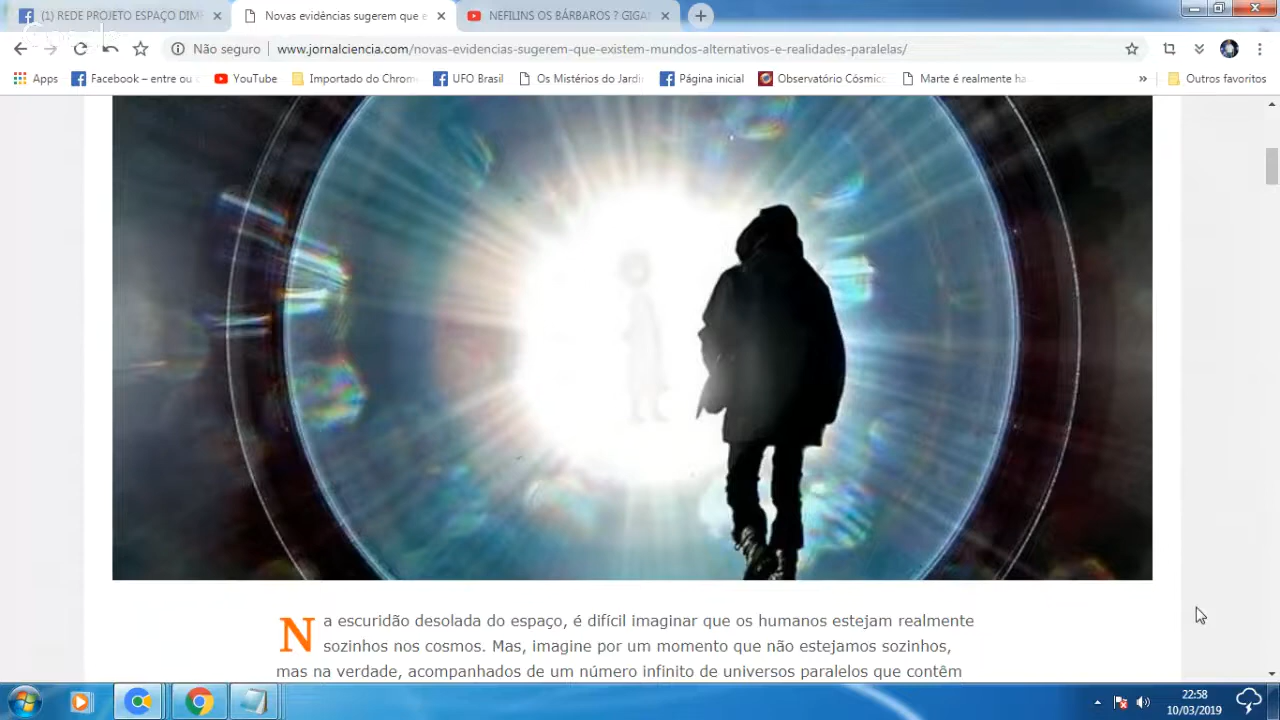 (1) REDE PROJETO ESPAÇO DIM
Novas evidências sugerem que e
NEFILINS OS BÁRBAROS ? GIGA
Não seguro
www.jornalciencia.com/novas-evidencias-sugerem-que-existem-mundos-alternativos-e-realidades-paralelas/
Apps
Facebook – entre ou c
YouTube
Importado do Chrom
UFO Brasil
Os Mistérios do Jardi
Página inicial
Observatório Cósmic
Marte é realmente ha
»
Outros favoritos
Na escuridão desolada do espaço, é difícil imaginar que os humanos estejam realmente
sozinhos nos cosmos. Mas, imagine por um momento que não estejamos sozinhos,
mas na verdade, acompanhados de um número infinito de universos paralelos que contêm
22:58
10/03/2019